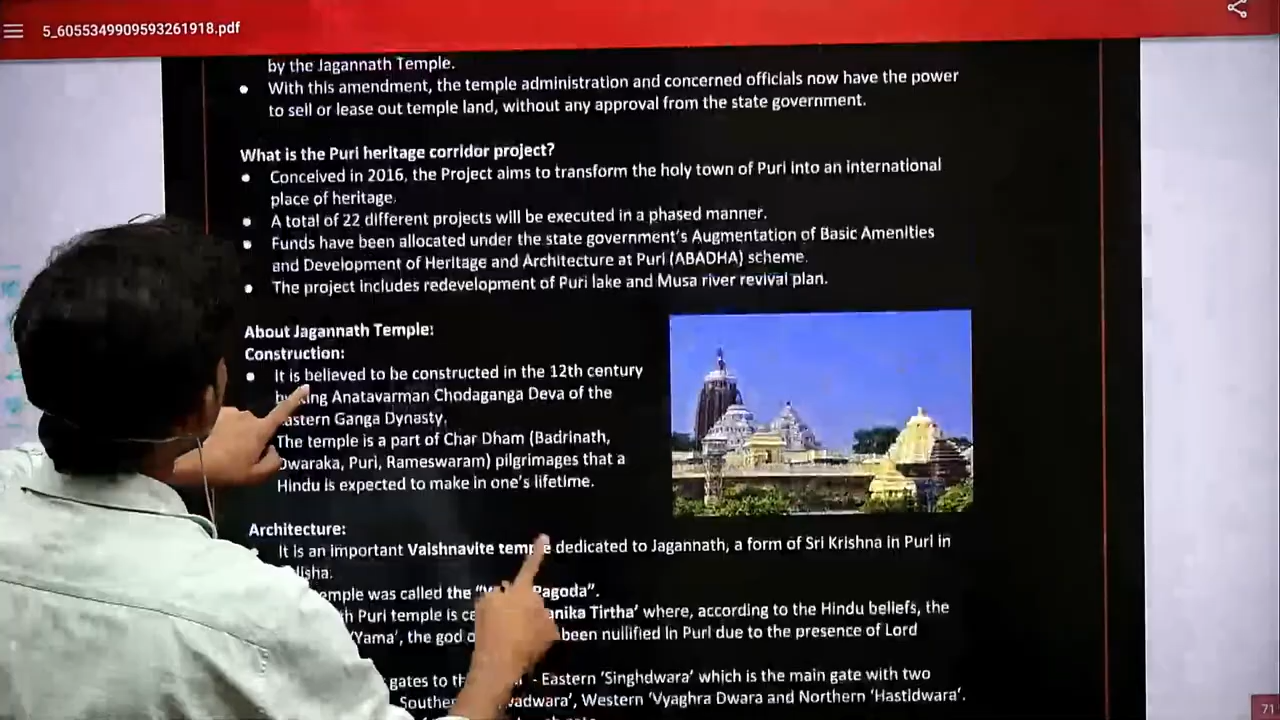 5_6055349909593261918.pdf
by the Jagannath Temple.
With this amendment, the temple administration and concerned officials now have the power
to sell or lease out temple land, without any approval from the state government.
What is the Puri heritage corridor project?
Conceived in 2016, the Project aims to transform the holy town of Puri into an international
place of heritage.
A total of 22 different projects will be executed in a phased manner.
Funds have been allocated under the state government's Augmentation of Basic Amenities
and Development of Heritage and Architecture at Puri (ABADHA) scheme.
The project includes redevelopment of Puri lake and Musa river revival plan.
About Jagannath Temple:
Construction:
It is believed to be constructed in the 12th century
King Anatavarman Chodaganga Deva of the
Ganga Dynasty.
The temple is a part of Char Dham (Badrinath,
Puri, Rameswaram) pilgrimages that a
Hindu is expected to make in one's lifetime.
Architecture:
It is an important Vaishnavite temple dedicated to Jagannath, a form of Sri Krishna in Puri in
was called the Pagoda".
Puri temple is Tirtha' where, according to the Hindu beliefs, the
'Yama', the god been nullified in Puri due to the presence of Lord
gates to - Eastern 'Singhdwara' which is the main gate with two
Western 'Vyaghra Dwara and Northern 'Hastidwara'.
71